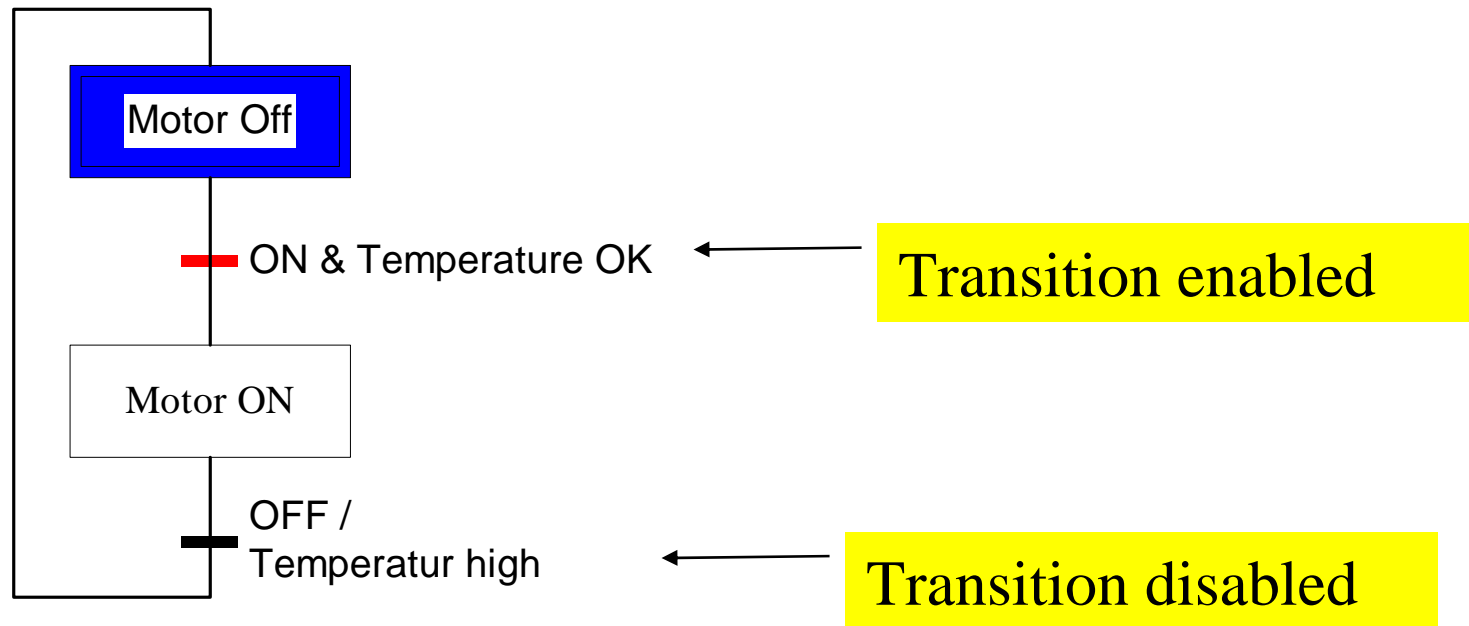 Motor Off
ON & Temperature OK
Transition enabled
Motor ON
OFF /
Temperatur high
Transition disabled